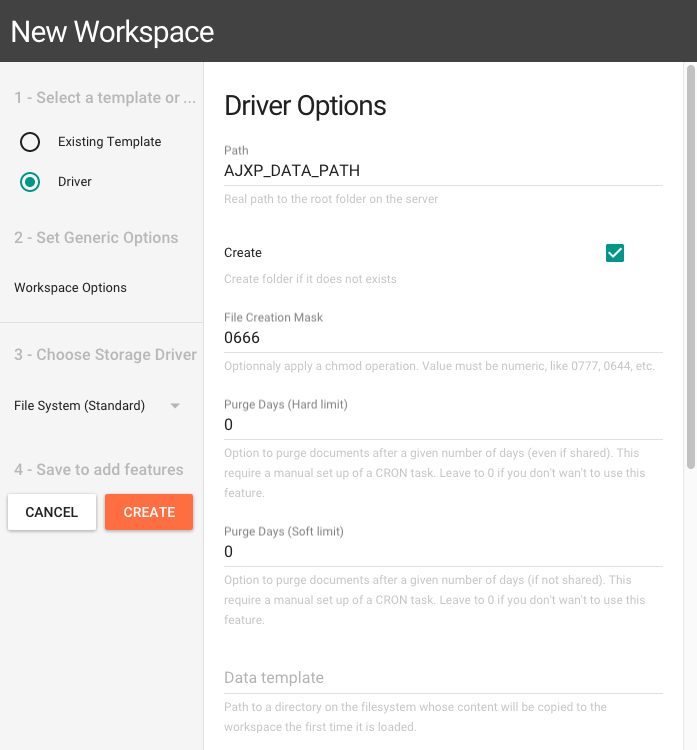 New Workspace
1 - Select a template or ...
Existing Template
Driver
2 - Set Generic Options
Workspace Options
3 - Choose Storage Driver
File System (Standard)
4 - Save to add features
CANCEL
CREATE
Driver Options
Path
AJXP_DATA_PATH
Real path to the root folder on the server
Create
Create folder if it does not exists
File Creation Mask
0666
Optionnaly apply a chmod operation. Value must be numeric, like 0777, 0644, etc.
Purge Days (Hard limit)
0
Option to purge documents after a given number of days (even if shared). This
require a manual set up of a CRON task. Leave to 0 if you don't wan't to use this
feature.
Purge Days (Soft limit)
0
Option to purge documents after a given number of days (if not shared). This
require a manual set up of a CRON task. Leave to 0 if you don't wan't to use this
feature.
Data template
Path to a directory on the filesystem whose content will be copied to the
workspace the first time it is loaded.